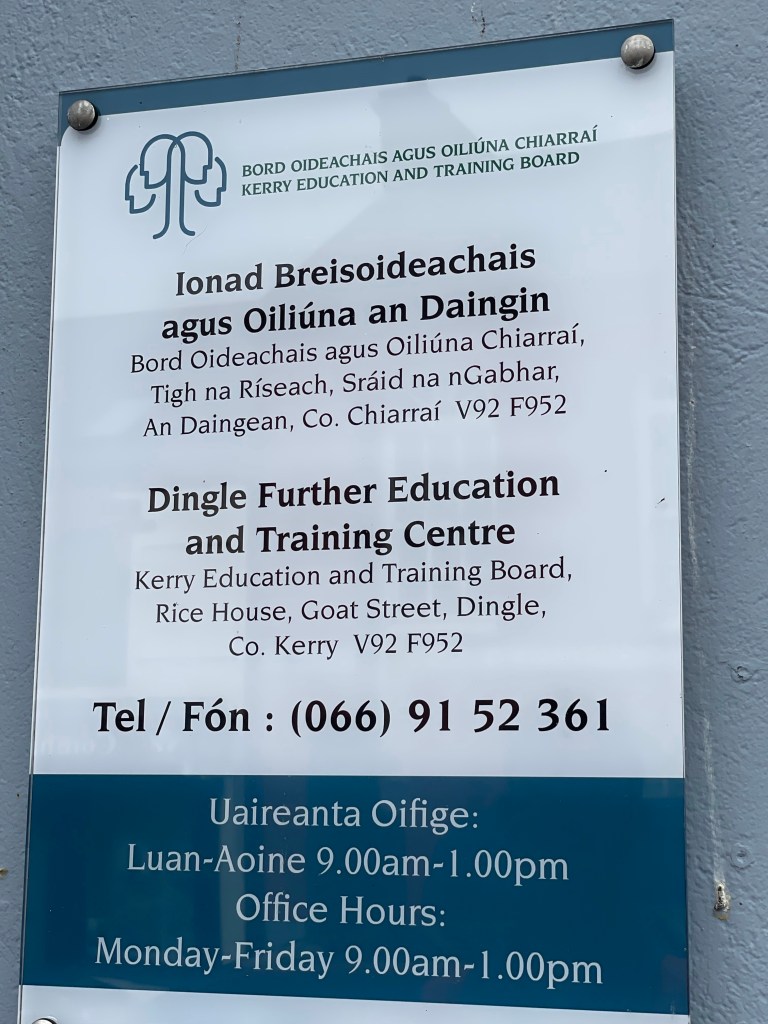 BORD OIDEACHAIS AGUS OILIÚNA CHIARRAÍ
KERRY EDUCATION AND TRAINING BOARD
Ionad Breisoideachais
agus Oiliúna an Daingin
Bord Oideachais agus Oiliúna Chiarraí,
Tigh na Ríseach, Sráid na nGabhar,
An Daingean, Co. Chiarraí V92 F952
Dingle Further Education
and Training Centre
Kerry Education and Training Board,
Rice House, Goat Street, Dingle,
Co. Kerry V92 F952
Tel / Fón : (066) 91 52 361
Uaireanta Oifige:
Luan-Aoine 9.00am-1.00pm
Office Hours:
Monday-Friday 9.00am-1.00pm